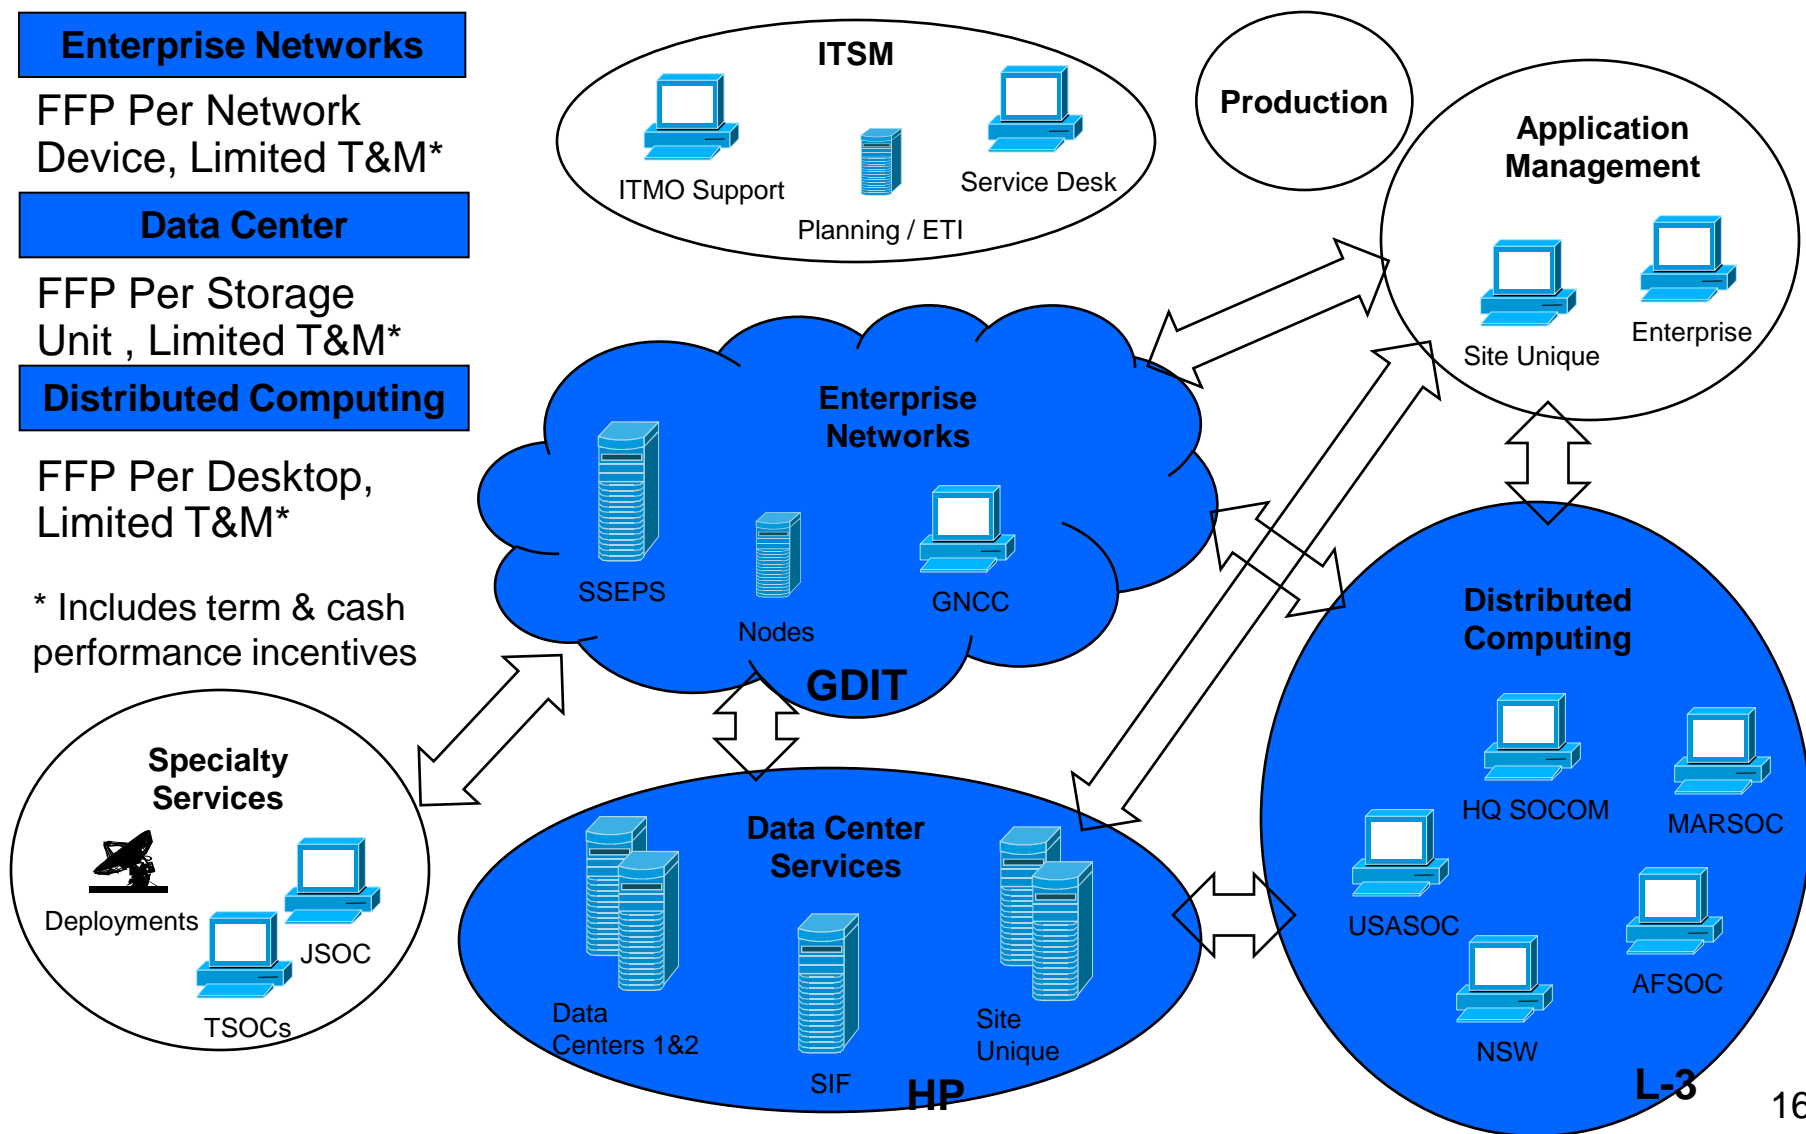 Enterprise Networks
FFP Per Network
Device, Limited T&M*
Data Center
FFP Per Storage
Unit , Limited T&M*
Distributed Computing
FFP Per Desktop,
Limited T&M*
* Includes term & cash
performance incentives
ITSM
ITMO Support
Service Desk
Planning / ETI
Production
Application
Management
Enterprise
Site Unique
Enterprise
Networks
SSEPS
GNCC
Nodes
GDIT
Distributed
Computing
HQ SOCOM
MARSOC
USASOC
AFSOC
NSW
L-3
Specialty
Services
Deployments
JSOC
TSOCs
Data Center
Services
Data
Centers 1&2
Site
Unique
SIF
HP
16